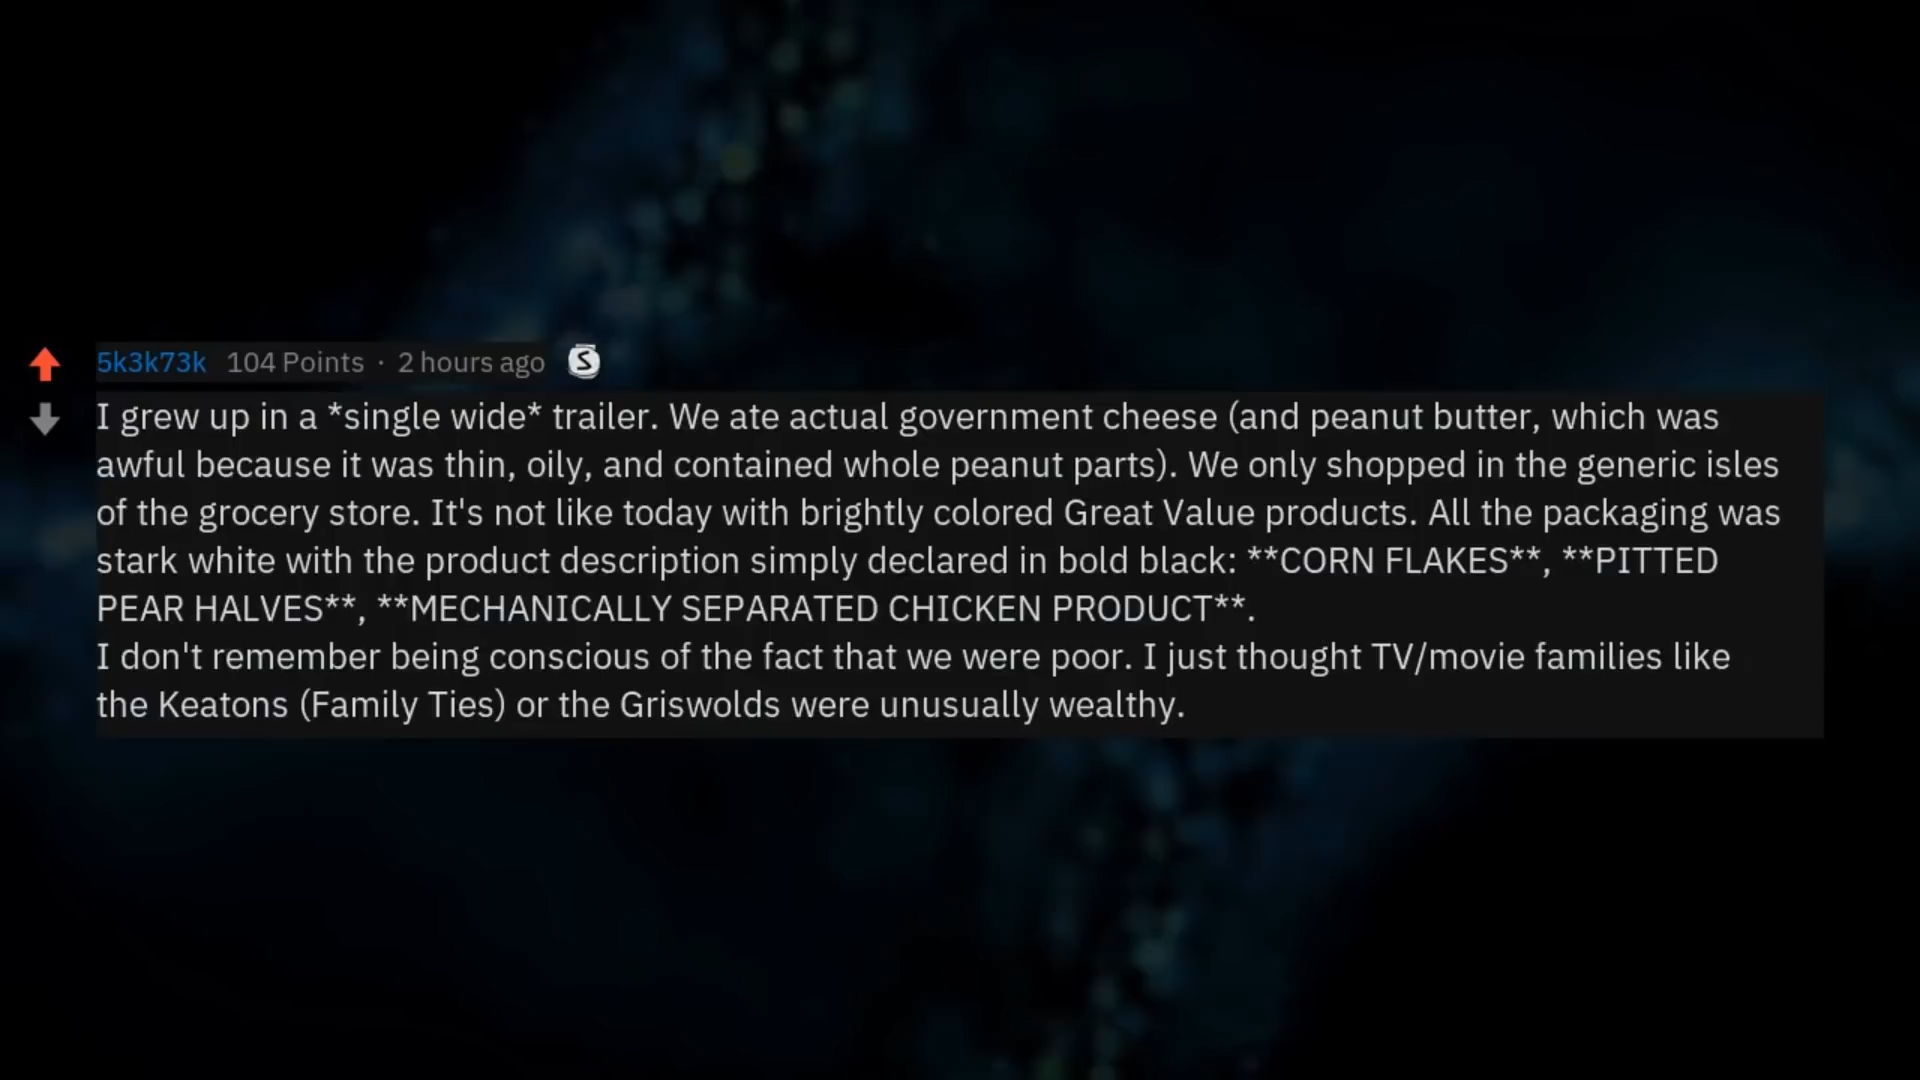 5k3k73k 104 Points · 2 hours ago S
I grew up in a *single wide* trailer. We ate actual government cheese (and peanut butter, which was
awful because it was thin, oily, and contained whole peanut parts). We only shopped in the generic isles
of the grocery store. It's not like today with brightly colored Great Value products. All the packaging was
stark white with the product description simply declared in bold black: **CORN FLAKES**, **PITTED
PEAR HALVES**, **MECHANICALLY SEPARATED CHICKEN PRODUCT**.
I don't remember being conscious of the fact that we were poor. I just thought TV/movie families like
the Keatons (Family Ties) or the Griswolds were unusually wealthy.